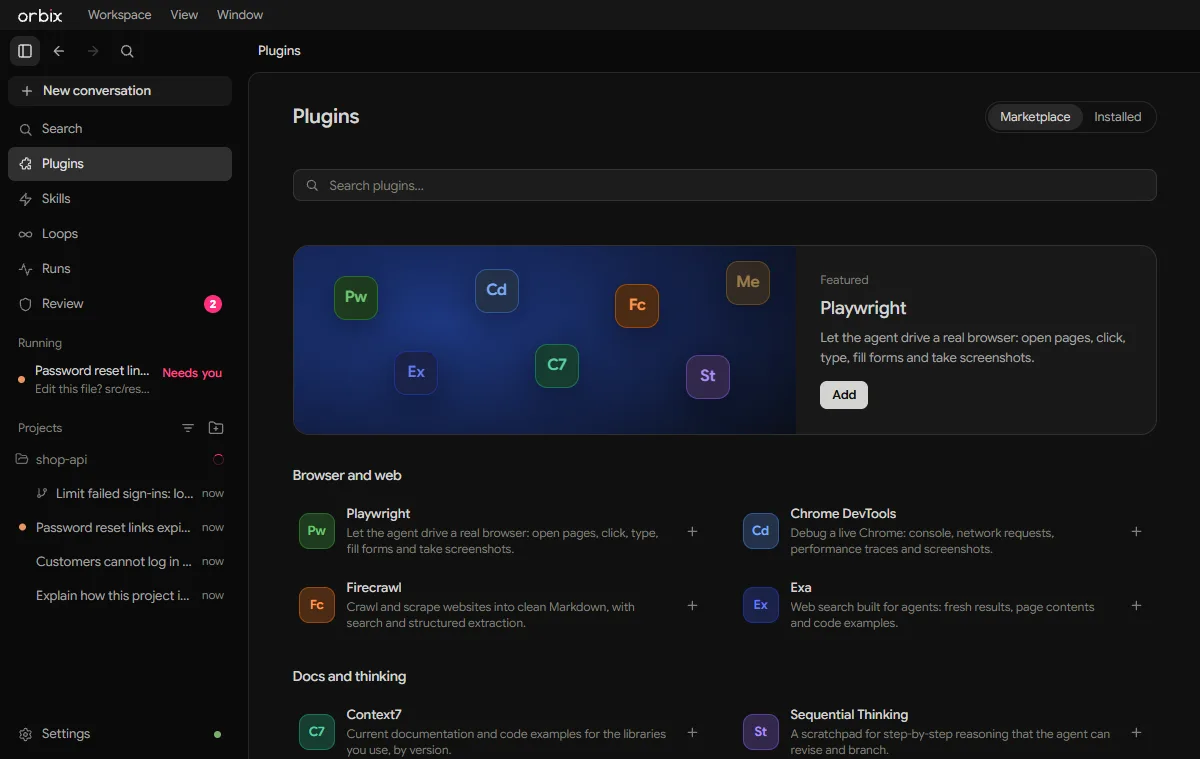 orbix Workspace View Window
Plugins
New conversation
Search
Plugins
Skills
Loops
Runs
Review 2
Running
Password reset lin... Needs you
Edit this file? src/res...
Projects
shop-api
Limit failed sign-ins: lo... now
Password reset links expi... now
Customers cannot log in ... now
Explain how this project i... now
Settings
Plugins
Marketplace Installed
Search plugins...
Pw
Cd
Fc
Me
Ex
C7
St
Featured
Playwright
Let the agent drive a real browser: open pages, click,
type, fill forms and take screenshots.
Add
Browser and web
Pw
Playwright
Let the agent drive a real browser: open pages, click, type,
fill forms and take screenshots.
Cd
Chrome DevTools
Debug a live Chrome: console, network requests,
performance traces and screenshots.
Fc
Firecrawl
Crawl and scrape websites into clean Markdown, with
search and structured extraction.
Ex
Exa
Web search built for agents: fresh results, page contents
and code examples.
Docs and thinking
C7
Context7
Current documentation and code examples for the libraries
you use, by version.
St
Sequential Thinking
A scratchpad for step-by-step reasoning that the agent can
revise and branch.